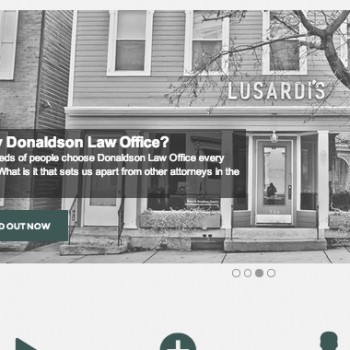 LUSARDI'S
y Donaldson Law Office?
eds of people choose Donaldson Law Office every
What is it that sets us apart from other attorneys in the
D OUT NOW